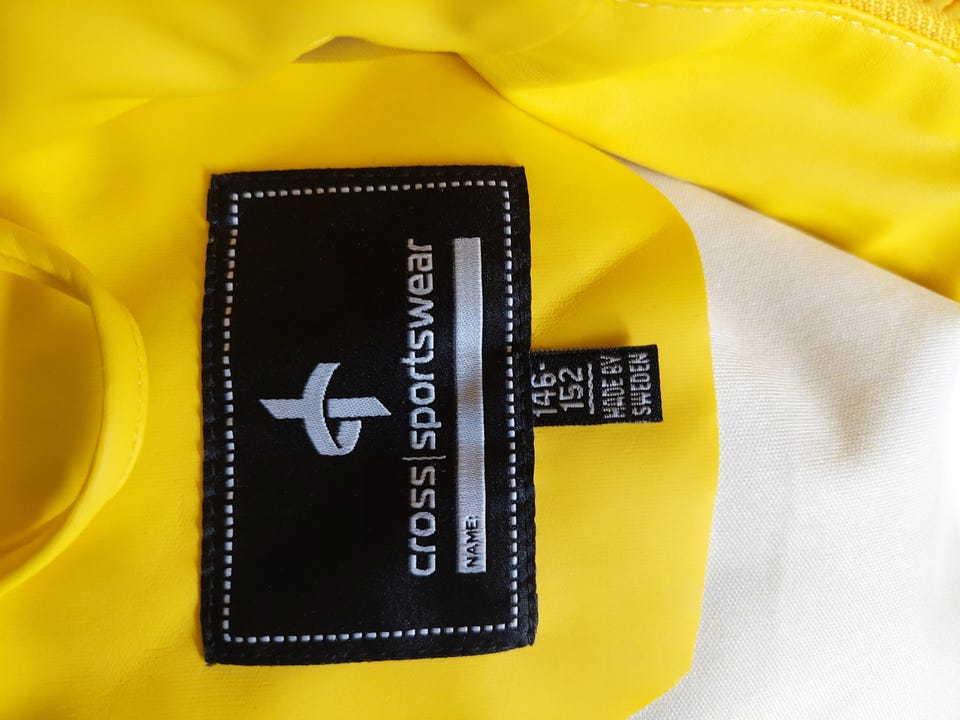 cross|sportswear
NAME:
146-
152
MADE BY
SWEDEN